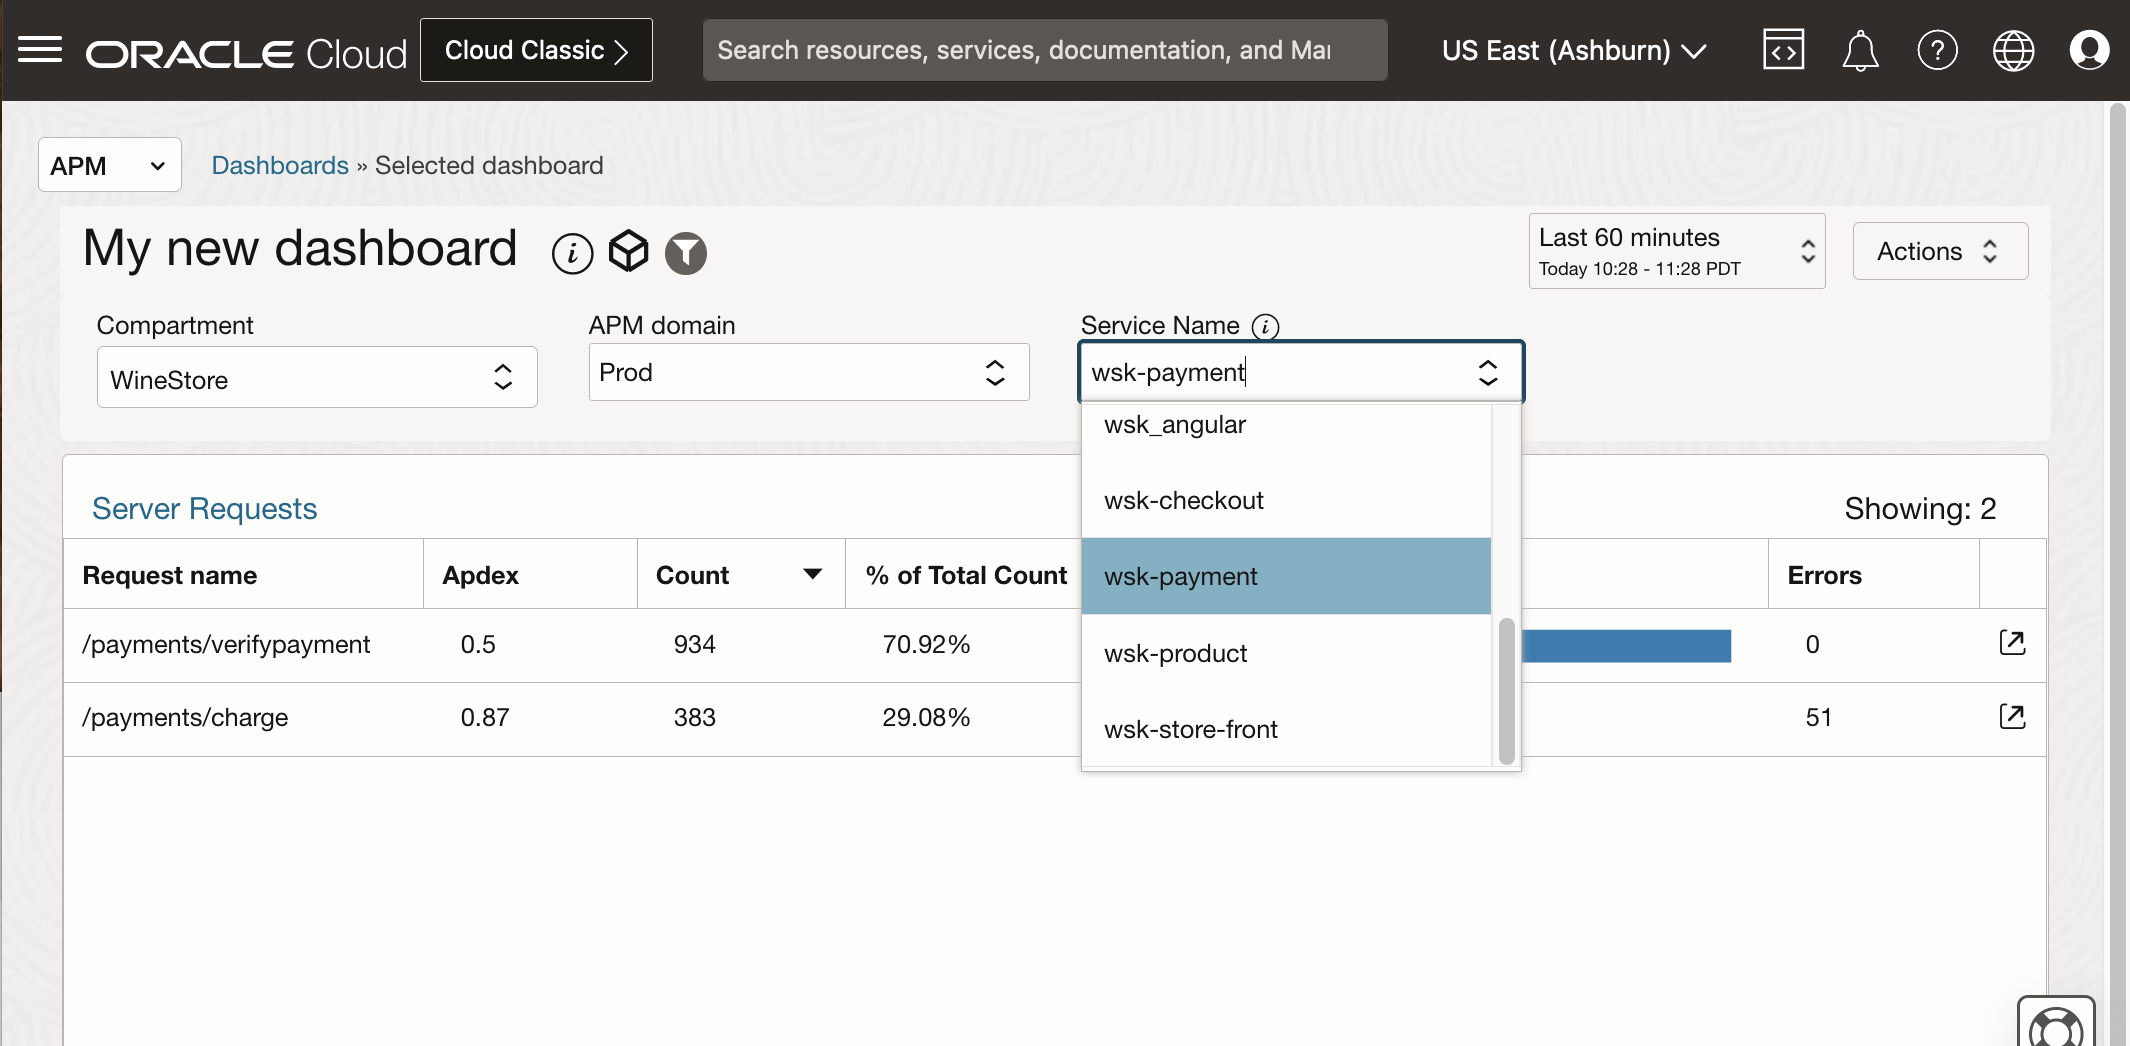 ORACLE Cloud
Cloud Classic
Search resources, services, documentation, and Mar
US East (Ashburn)
APM
Dashboards » Selected dashboard
My new dashboard
Last 60 minutes
Today 10:28 - 11:28 PDT
Actions
Compartment
APM domain
Service Name
WineStore
Prod
wsk-payment
wsk_angular
wsk-checkout
wsk-payment
wsk-product
wsk-store-front
Server Requests
Showing: 2
Request name
Apdex
Count
% of Total Count
Errors
/payments/verifypayment
0.5
934
70.92%
0
/payments/charge
0.87
383
29.08%
51